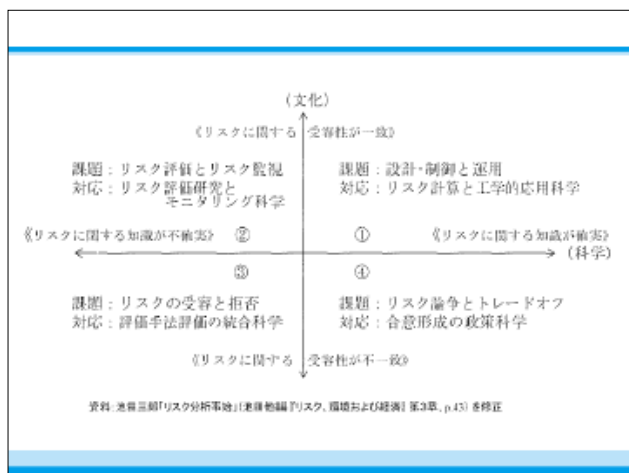 (文化)
《リスクに関する 受容性が一致》
課題：リスク評価とリスク監視
対応：リスク評価研究と
モニタリング科学
課題：設計・制御と運用
対応：リスク計算と工学的応用科学
《リスクに関する知識が不確実》 ② ① 《リスクに関する知識が確実》
(科学)
③ ④
課題：リスクの受容と拒否
対応：評価手法評価の統合科学
課題：リスク論争とトレードオフ
対応：合意形成の政策科学
《リスクに関する 受容性が不一致》
資料：池田三郎「リスク分析事始」(池田他編『リスク、環境および経済』第3章、p.43) を修正